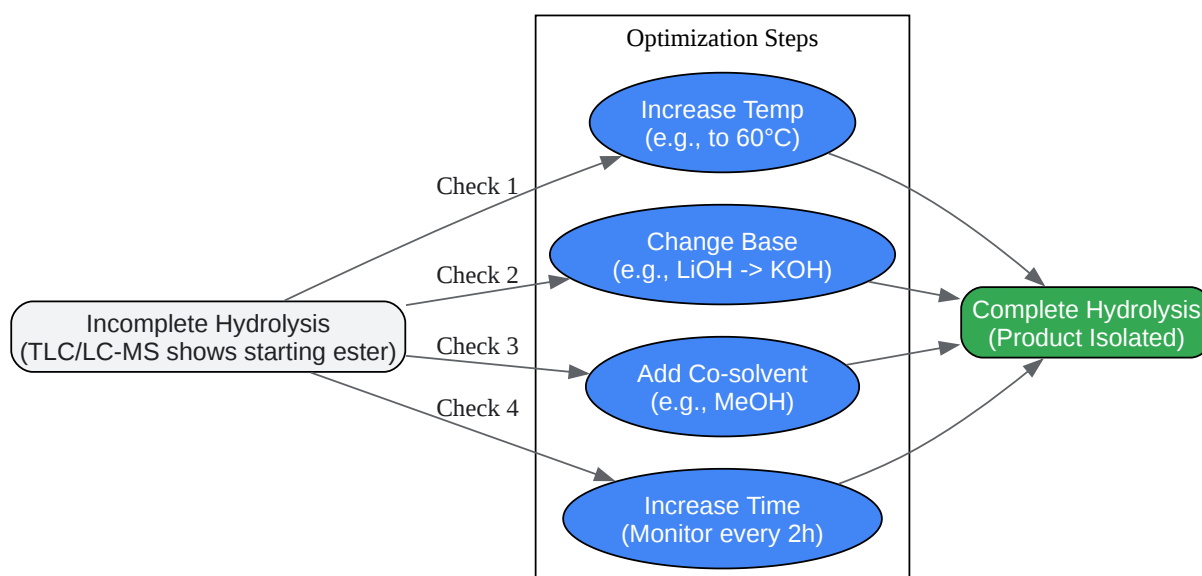 Optimization Steps
Increase Temp
(e.g., to 60°C)
Check 1
Change Base
(e.g., LiOH -> KOH)
Check 2
Incomplete Hydrolysis
(TLC/LC-MS shows starting ester)
Complete Hydrolysis
(Product Isolated)
Check 3
Add Co-solvent
(e.g., MeOH)
Check 4
Increase Time
(Monitor every 2h)